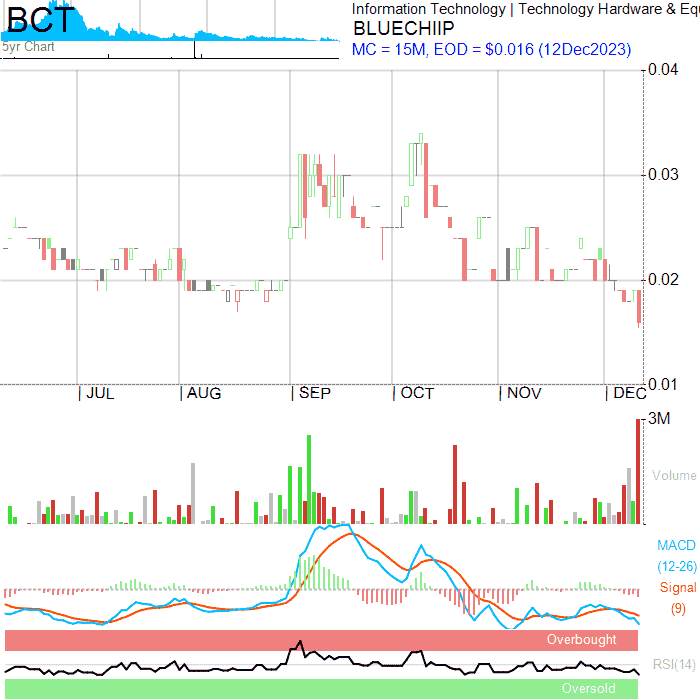 BCT
5yr Chart
Information Technology | Technology Hardware & Equ
BLUECHIIP
MC = 15M, EOD = $0.016 (12Dec2023)
0.04
0.03
0.02
0.01
| JUL | AUG | SEP | OCT | NOV | DEC
3M
Volume
MACD
(12-26)
Signal
(9)
Overbought
RSI(14)
Oversold